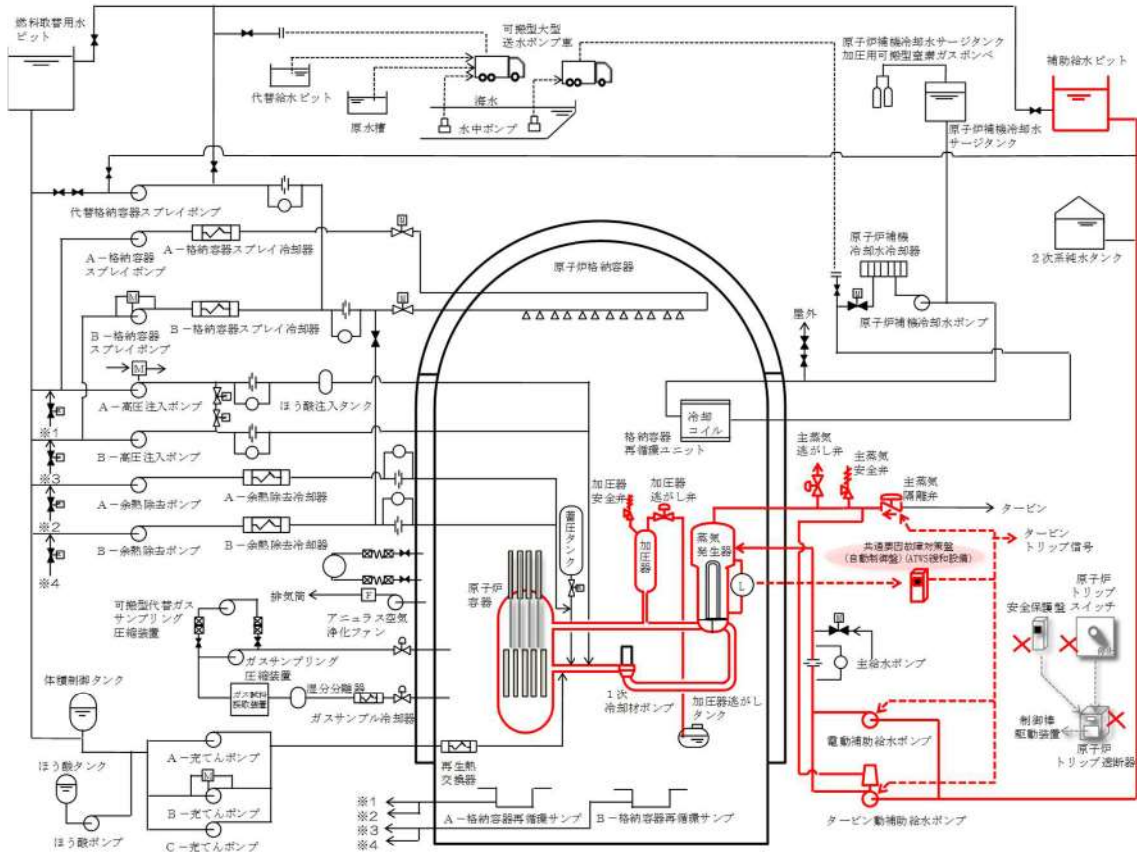 燃料取替用水
ピット
可搬型大型
送水ポンプ車
原子炉補機冷却水サージタンク
加圧用可搬型窒素ガスボンベ
補助給水ピット
代替給水ピット
海水
原水槽
水中ポンプ
原子炉補機冷却水
サージタンク
代替格納容器スプレイポンプ
A-格納容器スプレイ冷却器
A-格納容器
スプレイポンプ
原子炉格納容器
原子炉補機
冷却水冷却器
2次系純水タンク
M
B-格納容器スプレイ冷却器
B-格納容器
スプレイポンプ
屋外
原子炉補機冷却水ポンプ
M
A-高圧注入ポンプ
ほう酸注入タンク
※1
冷却
コイル
格納容器
再循環ユニット
B-高圧注入ポンプ
※3
主蒸気
逃がし弁
主蒸気
安全弁
A-余熱除去冷却器
A-余熱除去ポンプ
※2
加圧器
安全弁
加圧器
逃がし弁
主蒸気
隔離弁
タービン
B-余熱除去冷却器
B-余熱除去ポンプ
※4
蓄圧タンク
加圧器
蒸気
発生器
タービン
トリップ信号
共通要因故障対策盤
(自動制御盤)(ATWS緩和設備)
L
排気筒
F
アニュラス空気
浄化ファン
原子炉
容器
原子炉
トリップ
スイッチ
安全保護盤
可搬型代替ガス
サンプリング
圧縮装置
ガスサンプリング
圧縮装置
主給水ポンプ
体積制御タンク
ガス試料
採取装置
湿分分離器
ガスサンプル冷却器
1次
冷却材ポンプ
加圧器逃がし
タンク
制御棒
駆動装置
原子炉
トリップ遮断器
電動補助給水ポンプ
ほう酸タンク
A-充てんポンプ
再生熱
交換器
M
B-充てんポンプ
※1
※2
※3
※4
A-格納容器再循環サンプ
B-格納容器再循環サンプ
タービン動補助給水ポンプ
ほう酸ポンプ
C-充てんポンプ